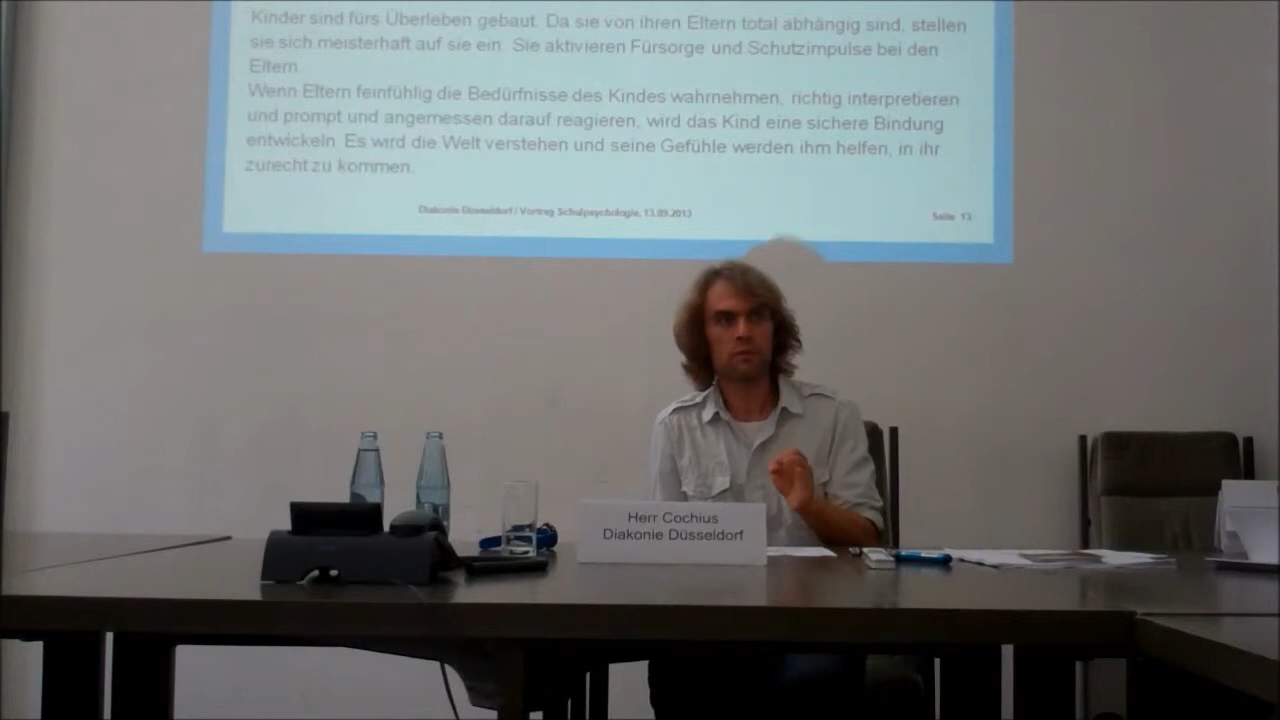 Kinder sind fürs Überleben gebaut. Da sie von ihren Eltern total abhängig sind, stellen
sie sich meisterhaft auf sie ein. Sie aktivieren Fürsorge und Schutzimpulse bei den
Eltern.
Wenn Eltern feinfühlig die Bedürfnisse des Kindes wahrnehmen, richtig interpretieren
und prompt und angemessen darauf reagieren, wird das Kind eine sichere Bindung
entwickeln. Es wird die Welt verstehen und seine Gefühle werden ihm helfen, in ihr
zurecht zu kommen.
Diakonie Düsseldorf / Vortrag Schulpsychologie, 13.09.2013
Seite 13
Herr Cochius
Diakonie Düsseldorf